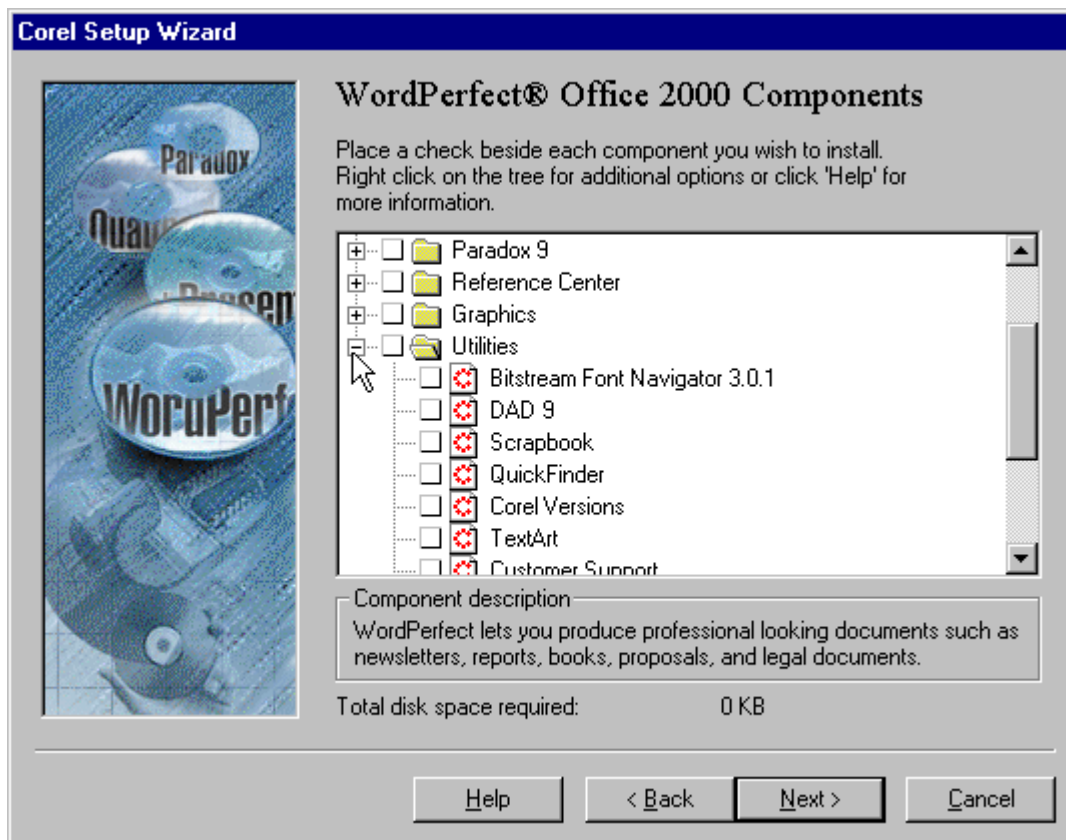 Corel Setup Wizard
Paradox
WordPerfect® Office 2000 Components
Place a check beside each component you wish to install.
Right click on the tree for additional options or click 'Help' for
more information.
Paradox 9
Reference Center
Graphics
Utilities
Bitstream Font Navigator 3.0.1
DAD 9
Scrapbook
QuickFinder
Corel Versions
TextArt
Customer Support
Component description
WordPerfect lets you produce professional looking documents such as
newsletters, reports, books, proposals, and legal documents.
Total disk space required: 0 KB
Help
< Back
Next >
Cancel